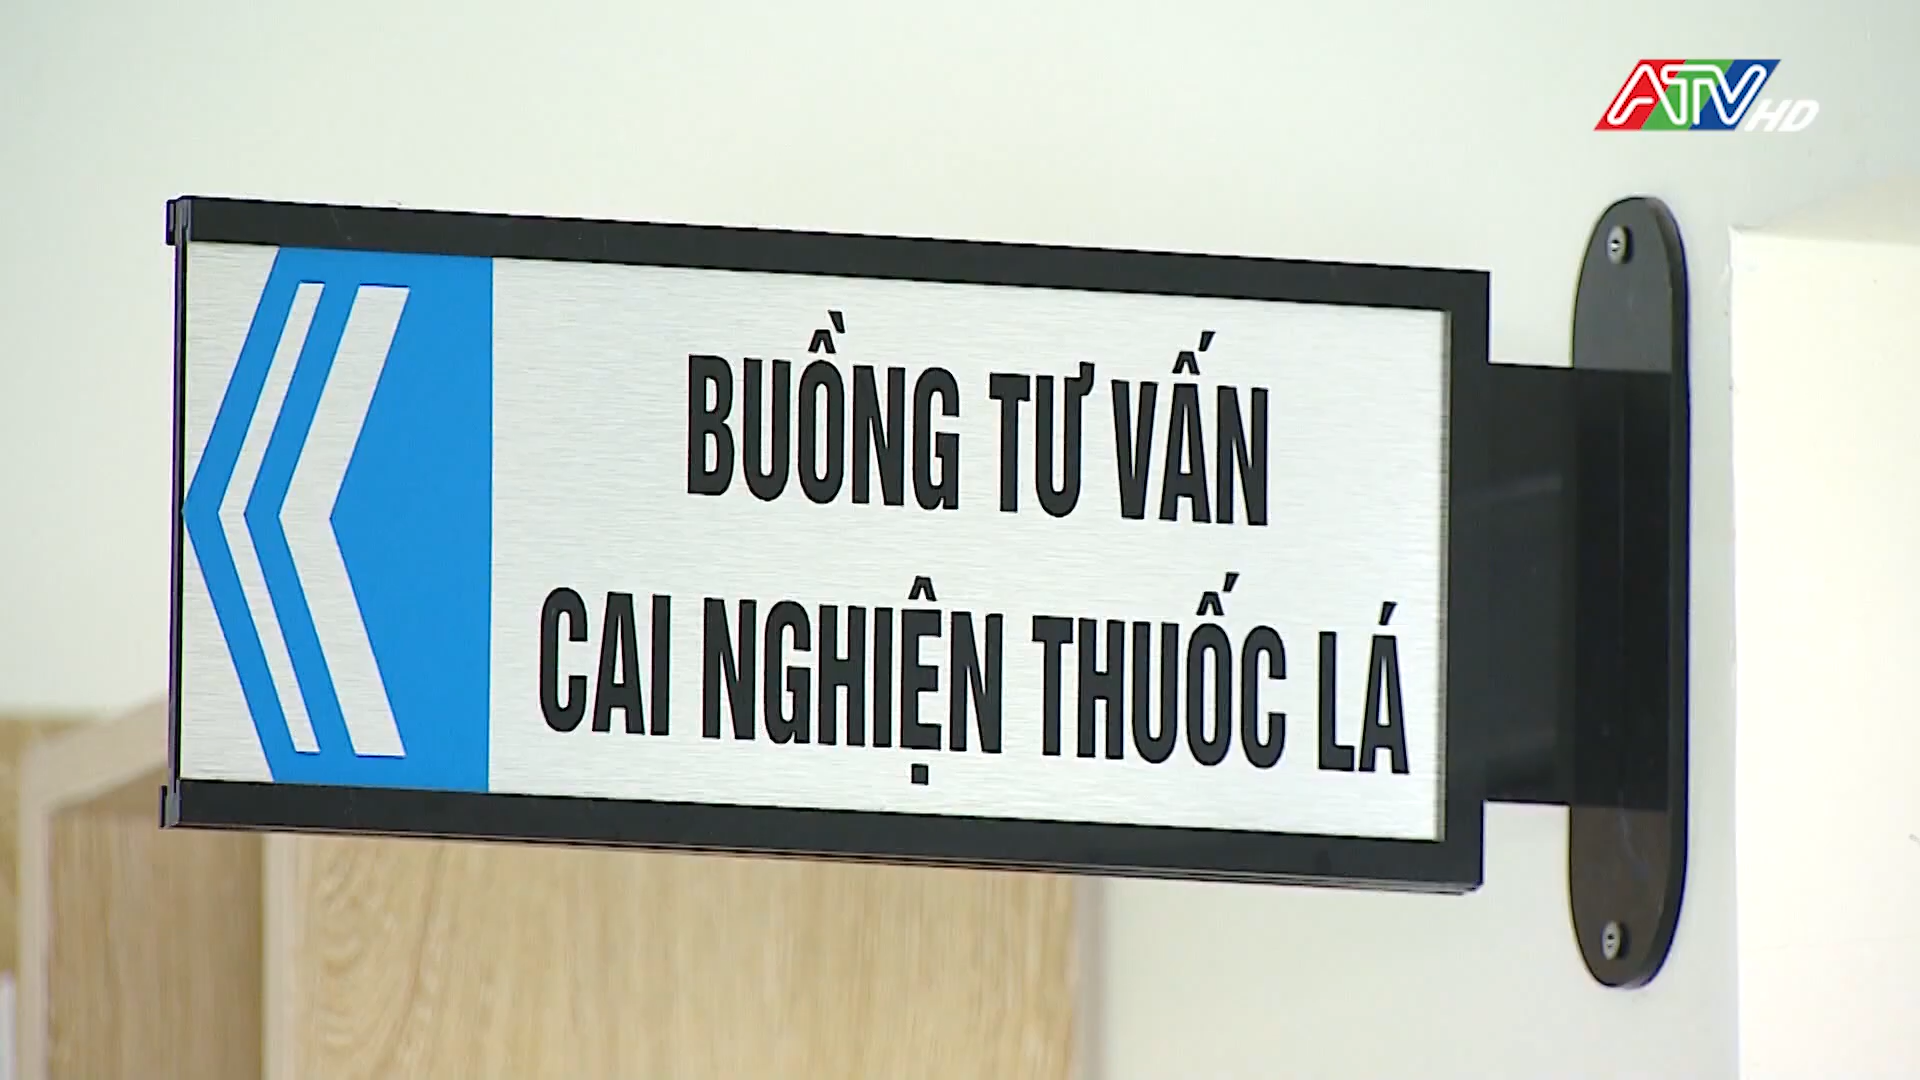 ATV HD
BUỒNG TƯ VẤN
CAI NGHIỆN THUỐC LÁ